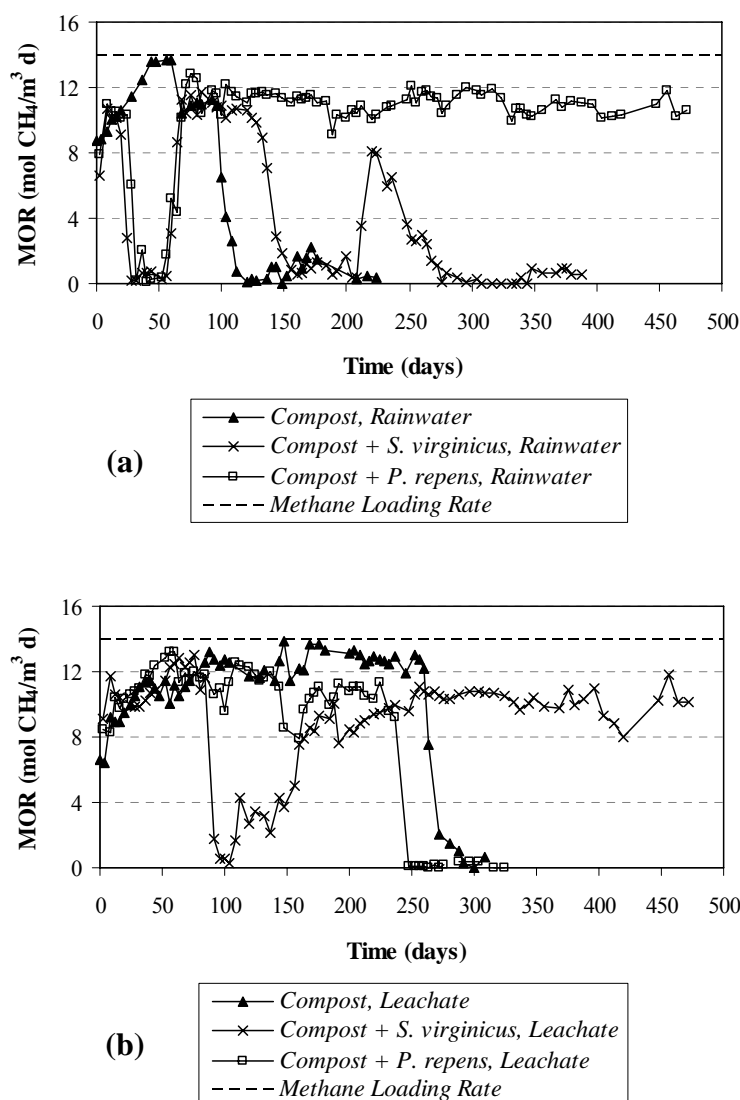 16
12
8
4
0
MOR (mol CH₄/m³ d)
0 50 100 150 200 250 300 350 400 450 500
Time (days)
(a)
Compost, Rainwater
Compost + S. virginicus, Rainwater
Compost + P. repens, Rainwater
Methane Loading Rate
16
12
8
4
0
MOR (mol CH₄/m³ d)
0 50 100 150 200 250 300 350 400 450 500
Time (days)
(b)
Compost, Leachate
Compost + S. virginicus, Leachate
Compost + P. repens, Leachate
Methane Loading Rate